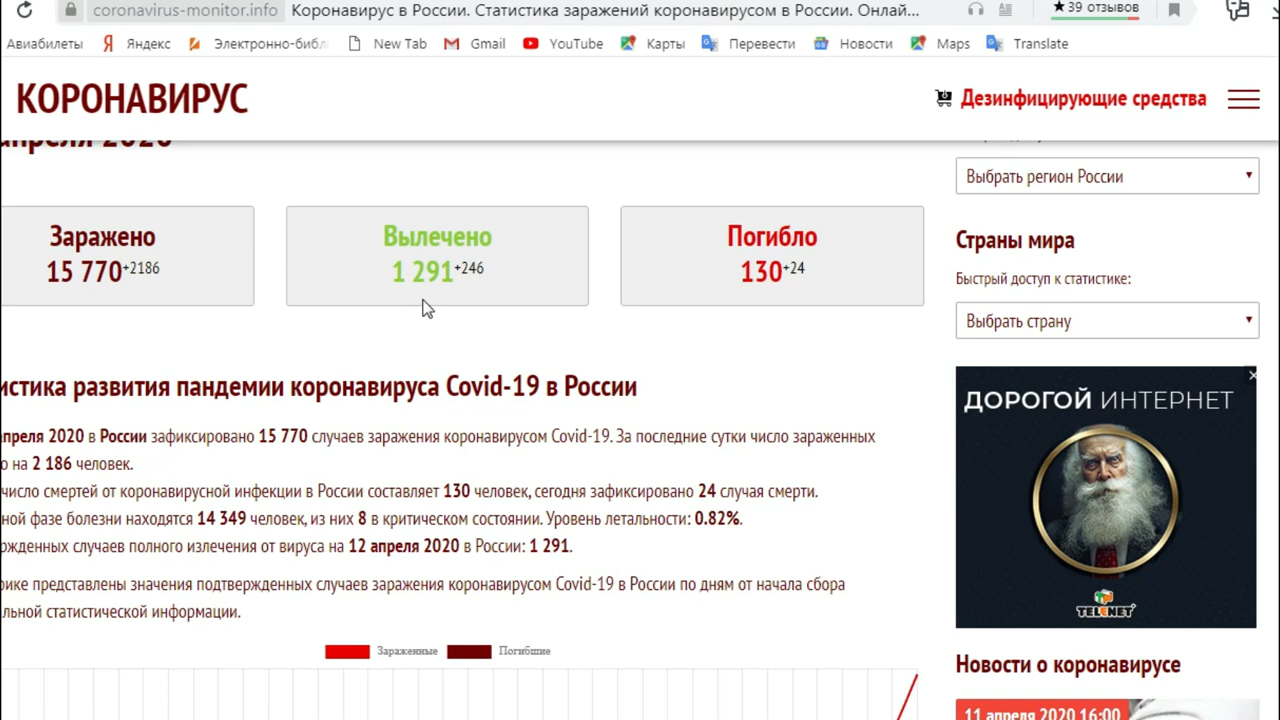 coronavirus-monitor.info Коронавирус в России. Статистика заражений коронавирусом в России. Онлай... ★ 39 отзывов
Авиабилеты Яндекс Электронно-библ New Tab Gmail YouTube Карты Перевести Новости Maps Translate
КОРОНАВИРУС
Дезинфицирующие средства
апреля 2020
Выбрать регион России
Заражено
15 770 +2186
Вылечено
1 291 +246
Погибло
130 +24
Страны мира
Быстрый доступ к статистике:
Выбрать страну
истика развития пандемии коронавируса Covid-19 в России
апреля 2020 в России зафиксировано 15 770 случаев заражения коронавирусом Covid-19. За последние сутки число зараженных
о на 2 186 человек.
число смертей от коронавирусной инфекции в России составляет 130 человек, сегодня зафиксировано 24 случая смерти.
ной фазе болезни находятся 14 349 человек, из них 8 в критическом состоянии. Уровень летальности: 0.82%.
ржденных случаев полного излечения от вируса на 12 апреля 2020 в России: 1 291.
рике представлены значения подтвержденных случаев заражения коронавирусом Covid-19 в России по дням от начала сбора
льной статистической информации.
Зараженные Погибшие
ДОРОГОЙ ИНТЕРНЕТ
TELENET
Новости о коронавирусе
11 апреля 2020 16:00